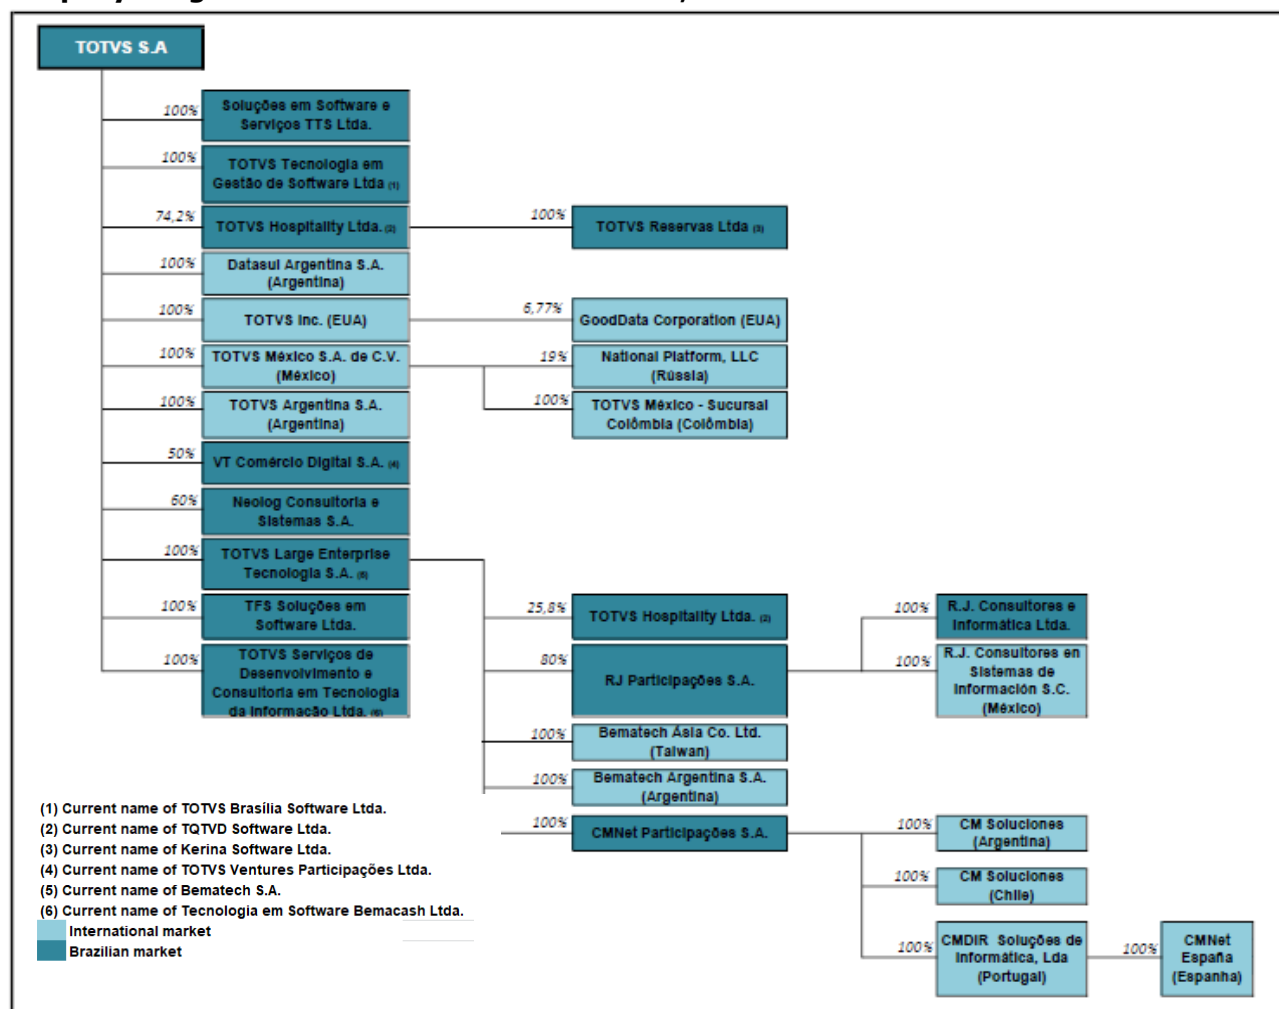 TOTVS S.A
100%
Soluções em Software e
Serviços TTS Ltda.
100%
TOTVS Tecnologia em
Gestão de Software Ltda (1)
74,2%
TOTVS Hospitality Ltda. (2)
100%
TOTVS Reservas Ltda (3)
100%
Datasul Argentina S.A.
(Argentina)
100%
TOTVS Inc. (EUA)
6,77%
GoodData Corporation (EUA)
100%
TOTVS México S.A. de C.V.
(México)
19%
National Platform, LLC
(Rússia)
100%
TOTVS México - Sucursal
Colômbia (Colômbia)
100%
TOTVS Argentina S.A.
(Argentina)
50%
VT Comércio Digital S.A. (4)
60%
Neolog Consultoria e
Sistemas S.A.
100%
TOTVS Large Enterprise
Tecnologia S.A. (5)
100%
TFS Soluções em
Software Ltda.
25,8%
TOTVS Hospitality Ltda. (2)
100%
R.J. Consultores e
Informática Ltda.
100%
TOTVS Serviços de
Desenvolvimento e
Consultoria em Tecnologia
da Informação Ltda. (6)
80%
RJ Participações S.A.
100%
R.J. Consultores en
Sistemas de
Información S.C.
(México)
100%
Bematech Ásia Co. Ltd.
(Taiwan)
100%
Bematech Argentina S.A.
(Argentina)
100%
CMNet Participações S.A.
100%
CM Soluciones
(Argentina)
100%
CM Soluciones
(Chile)
100%
CMDIR Soluções de
Informática, Lda
(Portugal)
100%
CMNet
España
(Espanha)
(1) Current name of TOTVS Brasília Software Ltda.
(2) Current name of TQTVD Software Ltda.
(3) Current name of Kerina Software Ltda.
(4) Current name of TOTVS Ventures Participações Ltda.
(5) Current name of Bematech S.A.
(6) Current name of Tecnologia em Software Bemacash Ltda.
International market
Brazilian market